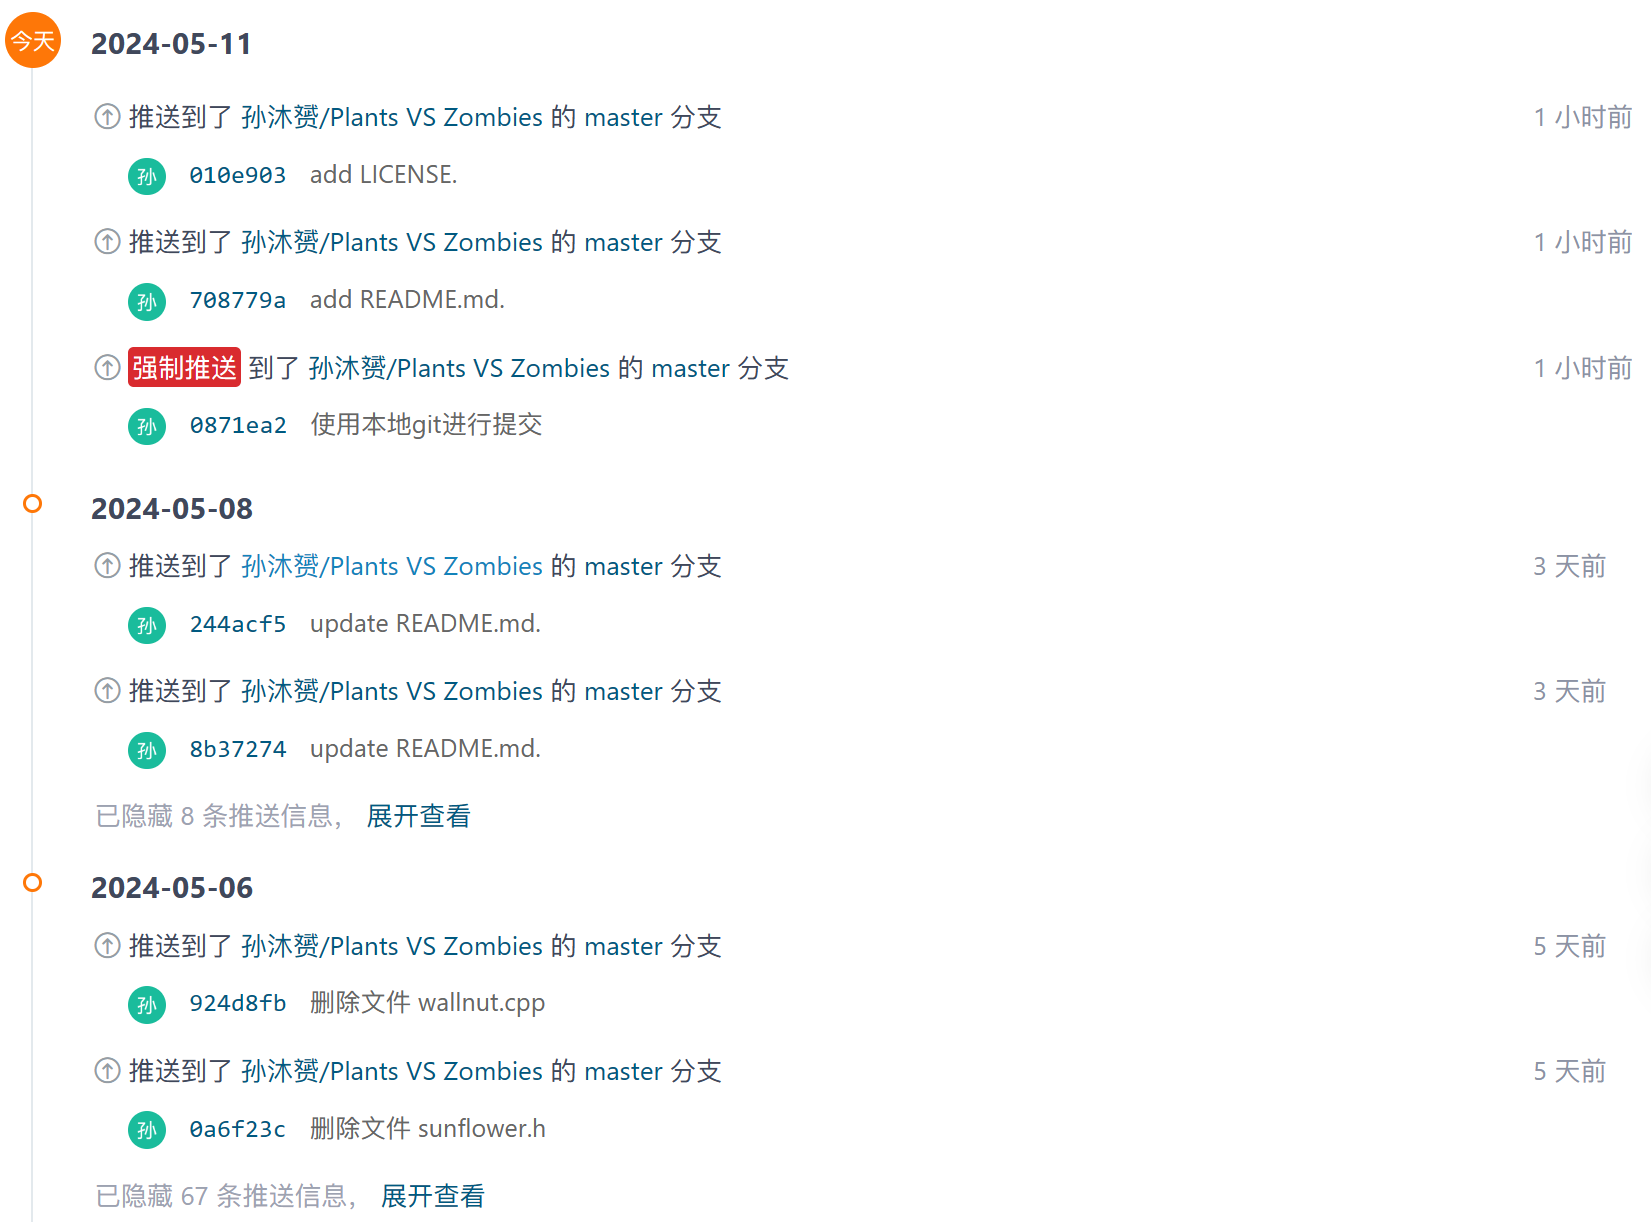 今天
2024-05-11
推送到了 孙沐赟/Plants VS Zombies 的 master 分支 1 小时前
孙 010e903 add LICENSE.
推送到了 孙沐赟/Plants VS Zombies 的 master 分支 1 小时前
孙 708779a add README.md.
强制推送 到了 孙沐赟/Plants VS Zombies 的 master 分支 1 小时前
孙 0871ea2 使用本地git进行提交
2024-05-08
推送到了 孙沐赟/Plants VS Zombies 的 master 分支 3 天前
孙 244acf5 update README.md.
推送到了 孙沐赟/Plants VS Zombies 的 master 分支 3 天前
孙 8b37274 update README.md.
已隐藏 8 条推送信息， 展开查看
2024-05-06
推送到了 孙沐赟/Plants VS Zombies 的 master 分支 5 天前
孙 924d8fb 删除文件 wallnut.cpp
推送到了 孙沐赟/Plants VS Zombies 的 master 分支 5 天前
孙 0a6f23c 删除文件 sunflower.h
已隐藏 67 条推送信息， 展开查看